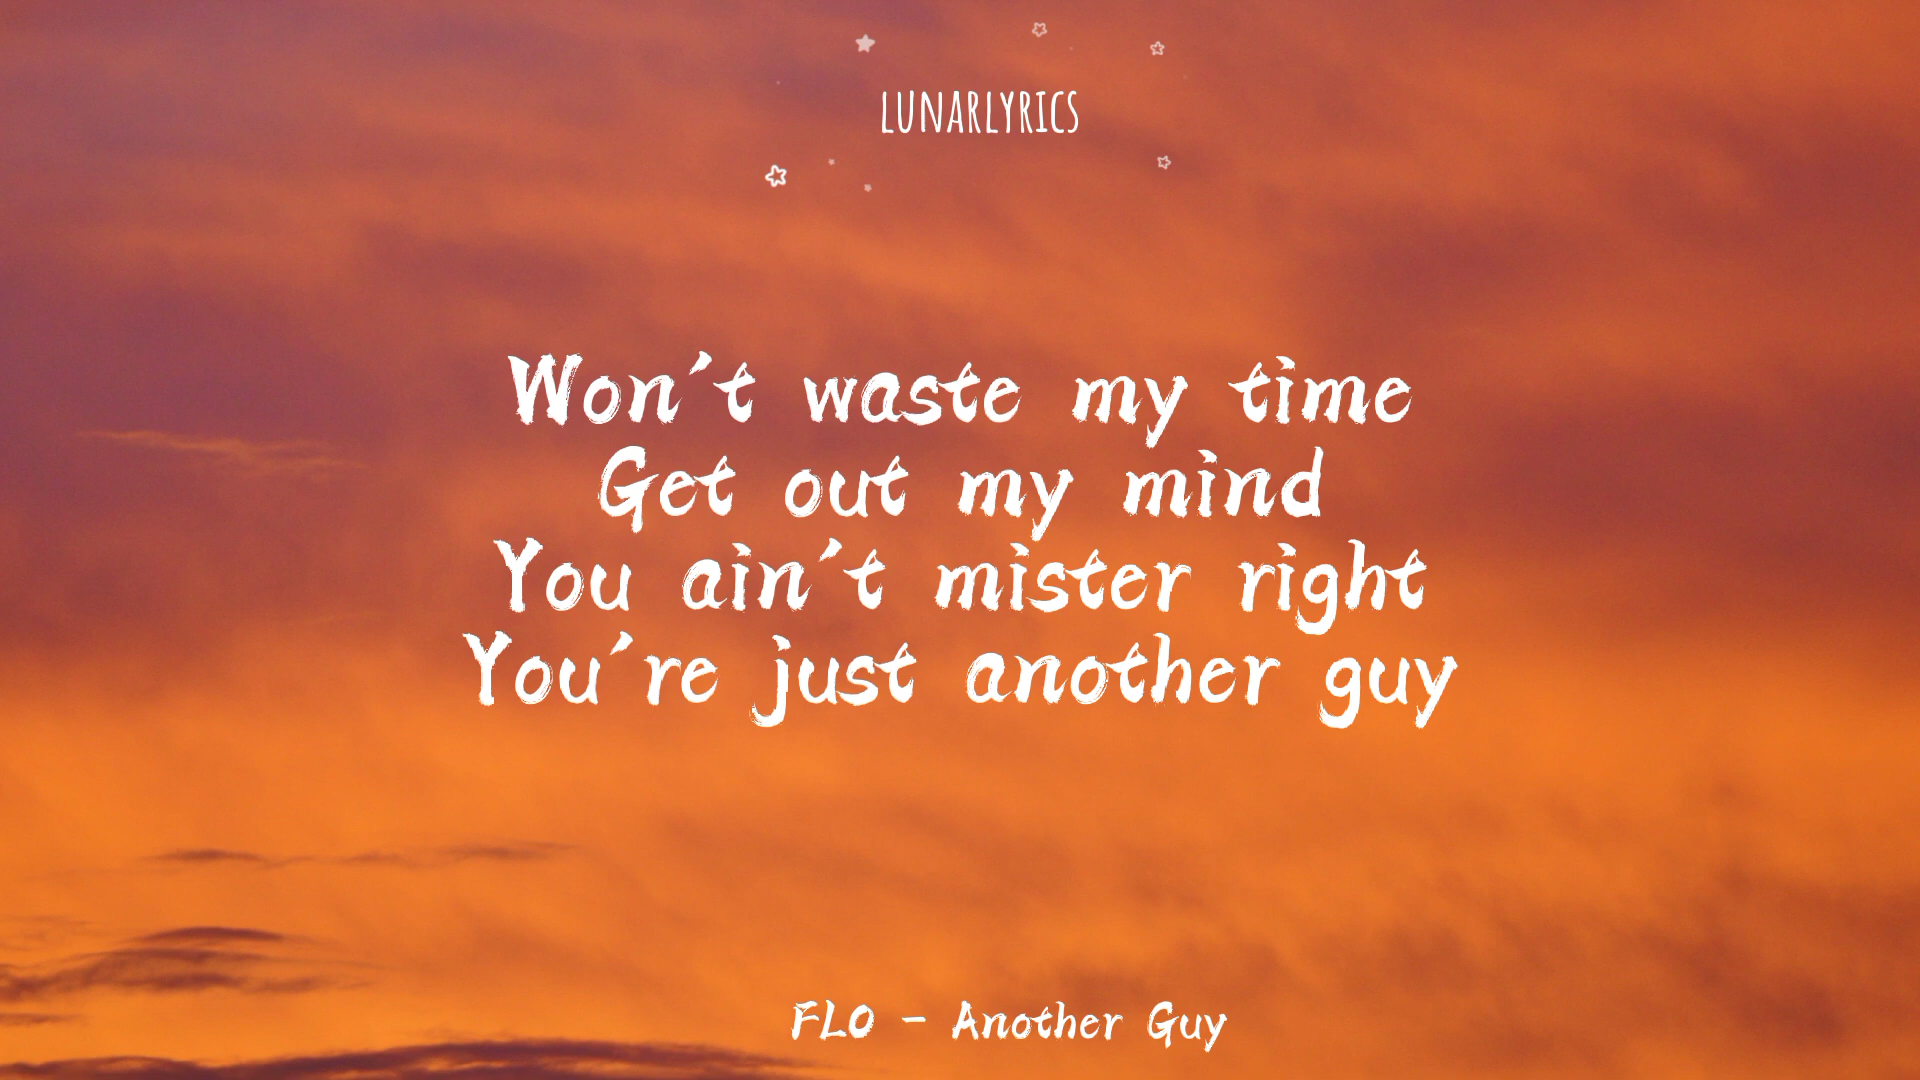 LUNARLYRICS
Won't waste my time
Get out my mind
You ain't mister right
You're just another guy
FLO - Another Guy